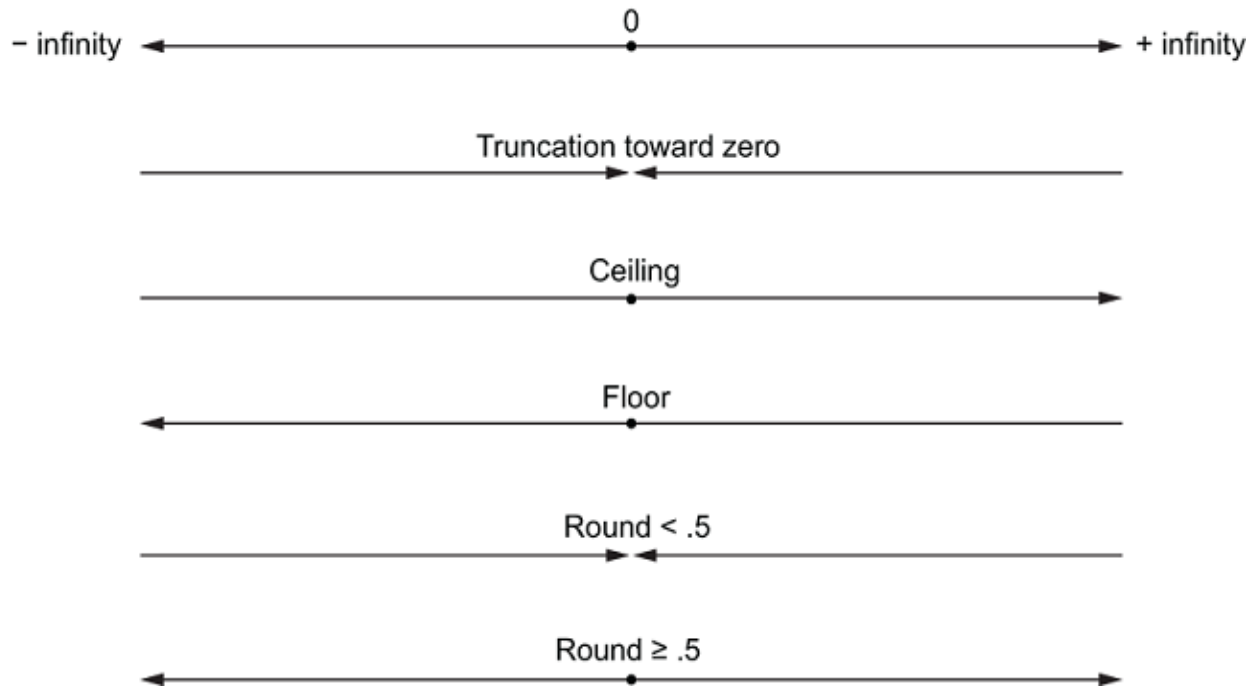 0
− infinity + infinity
Truncation toward zero
Ceiling
Floor
Round < .5
Round ≥ .5